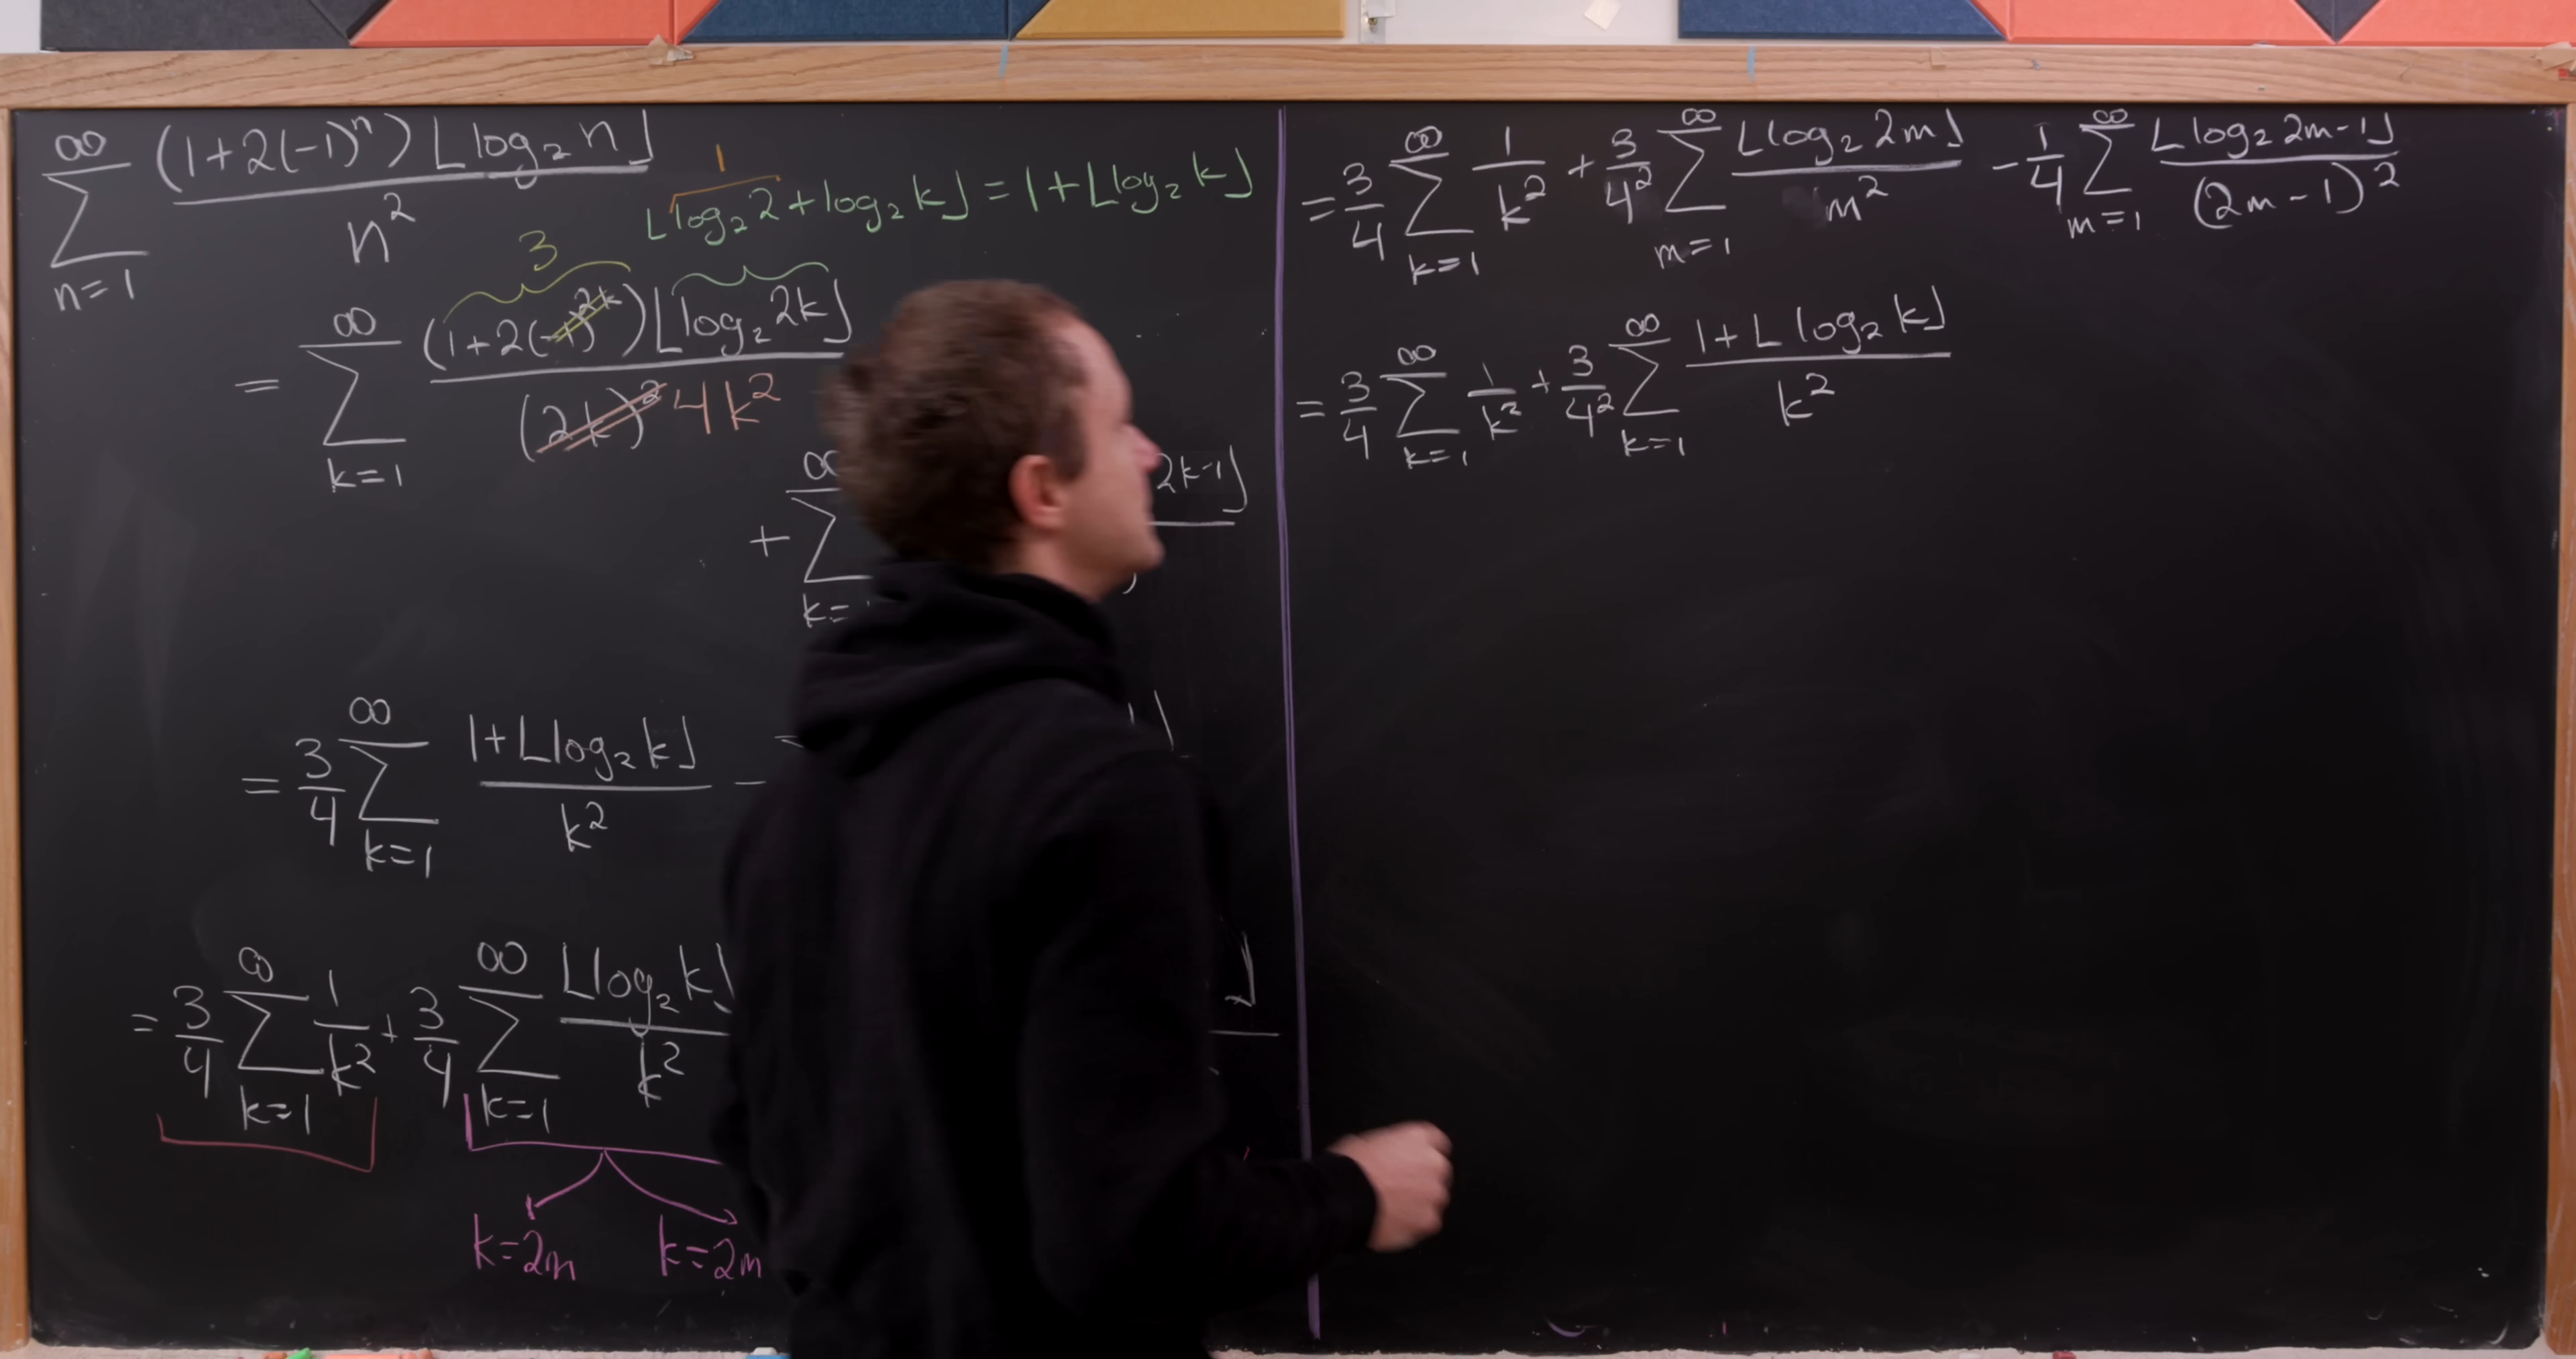 ∞ (1+2(-1)^n) ⌊log₂ n⌋
∑ n²
n=1
1
⌊log₂ 2 + log₂ k⌋ = 1+⌊log₂ k⌋
3
= ∑_{k=1}^{∞} (1+2(-1)^{2k})⌊log₂ 2k⌋
(2k)² 4k²
+ ∑ 2k-1⌋
k=
= 3/4 ∑_{k=1}^{∞} (1+⌊log₂ k⌋)/k² -
= 3/4 ∑_{k=1}^{∞} 1/k² + 3/4 ∑_{k=1}^{∞} ⌊log₂ k⌋/k²
k=2m k=2m
= 3/4 ∑_{k=1}^{∞} 1/k² + 3/4² ∑_{m=1}^{∞} ⌊log₂ 2m⌋/m² - 1/4 ∑_{m=1}^{∞} ⌊log₂ 2m-1⌋/(2m-1)²
= 3/4 ∑_{k=1}^{∞} 1/k² + 3/4² ∑_{k=1}^{∞} (1+⌊log₂ k⌋)/k²